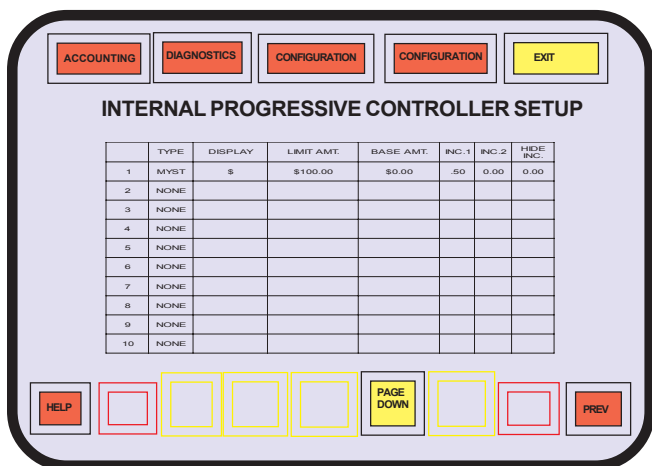 ACCOUNTING DIAGNOSTICS CONFIGURATION CONFIGURATION EXIT
INTERNAL PROGRESSIVE CONTROLLER SETUP
TYPE DISPLAY LIMIT AMT. BASE AMT. INC.1 INC.2 HIDE INC.
1 MYST $ $100.00 $0.00 .50 0.00 0.00
2 NONE
3 NONE
4 NONE
5 NONE
6 NONE
7 NONE
8 NONE
9 NONE
10 NONE
HELP PAGE DOWN PREV